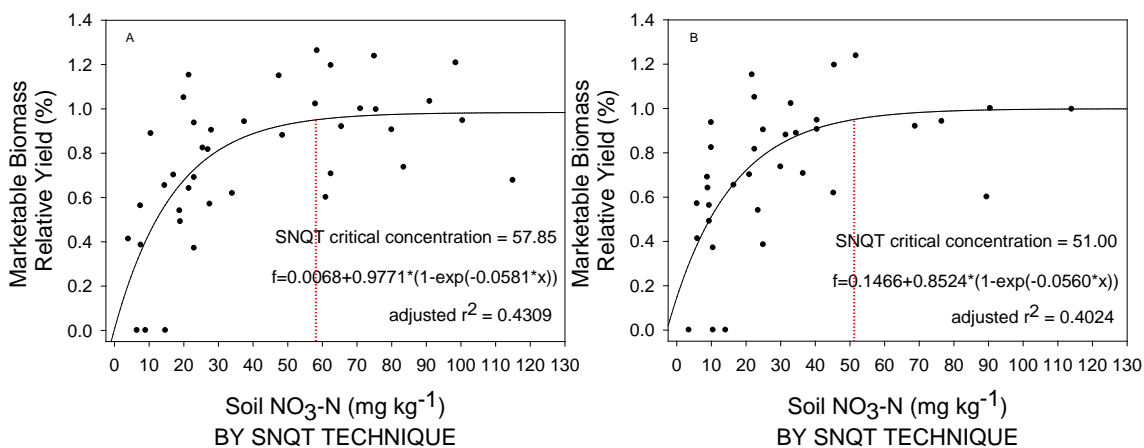 A
1.4
1.2
1.0
0.8
0.6
0.4
0.2
0.0
Marketable Biomass
Relative Yield (%)
SNQT critical concentration = 57.85
f=0.0068+0.9771*(1-exp(-0.0581*x))
adjusted r² = 0.4309
0 10 20 30 40 50 60 70 80 90 100 110 120 130
Soil NO₃-N (mg kg⁻¹)
BY SNQT TECHNIQUE
B
1.4
1.2
1.0
0.8
0.6
0.4
0.2
0.0
Marketable Biomass
Relative Yield (%)
SNQT critical concentration = 51.00
f=0.1466+0.8524*(1-exp(-0.0560*x))
adjusted r² = 0.4024
0 10 20 30 40 50 60 70 80 90 100 110 120 130
Soil NO₃-N (mg kg⁻¹)
BY SNQT TECHNIQUE